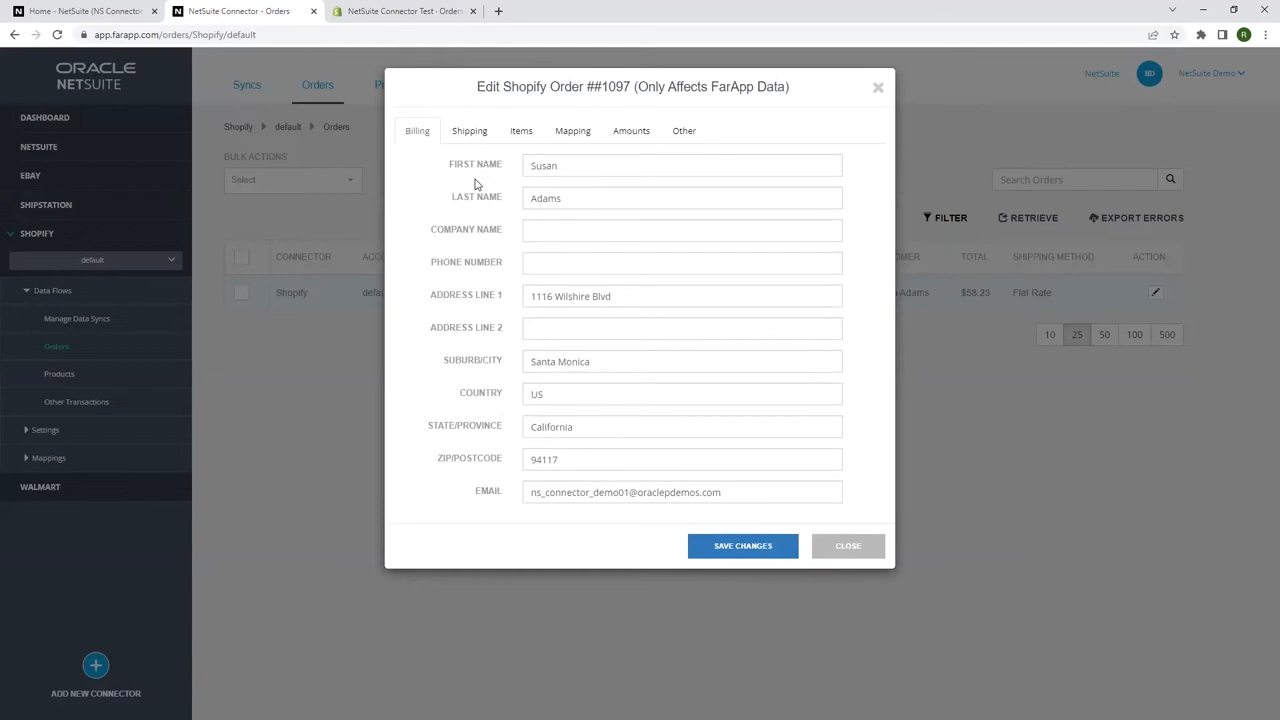 Home - NetSuite (NS Connector
NetSuite Connector - Orders
NetSuite Connector Test - Orders
app.farapp.com/orders/Shopify/default
R
ORACLE
NETSUITE
Syncs
Orders
NetSuite
ND
NetSuite Demo
DASHBOARD
NETSUITE
EBAY
SHIPSTATION
SHOPIFY
default
Data Flows
Manage Data Syncs
Orders
Products
Other Transactions
Settings
Mappings
WALMART
ADD NEW CONNECTOR
Shopify > default > Orders
BULK ACTIONS
Select
Search Orders
FILTER
RETRIEVE
EXPORT ERRORS
CONNECTOR
TOTAL
SHIPPING METHOD
ACTION
Shopify
Adams
$58.23
Flat Rate
10
25
50
100
500
Edit Shopify Order ##1097 (Only Affects FarApp Data)
Billing
Shipping
Items
Mapping
Amounts
Other
FIRST NAME
Susan
LAST NAME
Adams
COMPANY NAME
PHONE NUMBER
ADDRESS LINE 1
1116 Wilshire Blvd
ADDRESS LINE 2
SUBURB/CITY
Santa Monica
COUNTRY
US
STATE/PROVINCE
California
ZIP/POSTCODE
94117
EMAIL
ns_connector_demo01@oraclepdemos.com
SAVE CHANGES
CLOSE